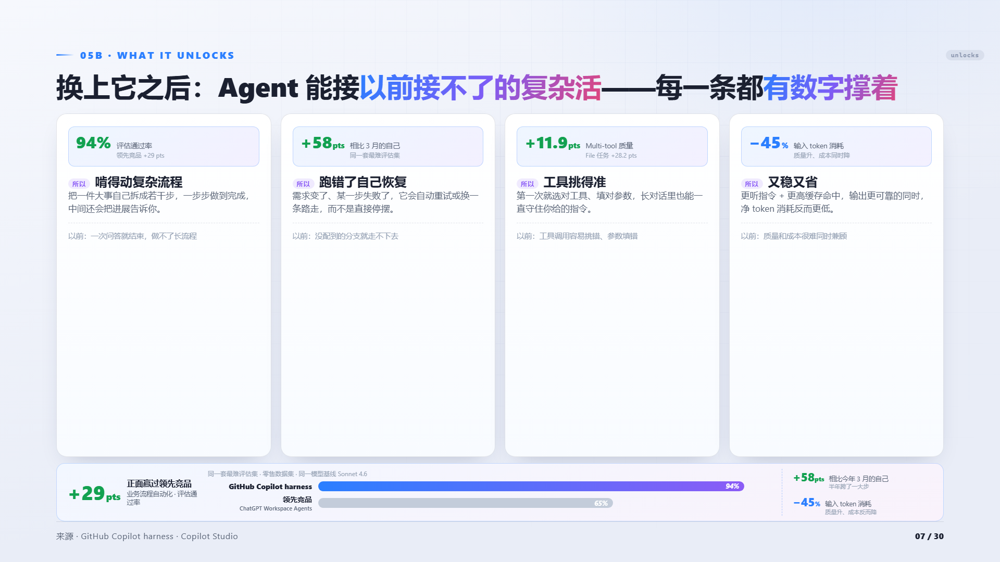 05B · WHAT IT UNLOCKS
unlocks
换上它之后：Agent 能接以前接不了的复杂活——每一条都有数字撑着
94% 评估通过率
领先竞品 +29 pts
所以 啃得动复杂流程
把一件大事自己拆成若干步，一步步做到完成，
中间还会把进展告诉你。
以前：一次问答就结束，做不了长流程
+58pts 相比 3 月的自己
同一套最难评估集
所以 跑错了自己恢复
需求变了、某一步失败了，它会自动重试或换一
条路走，而不是直接停摆。
以前：没配到的分支就走不下去
+11.9pts Multi-tool 质量
File 任务 +28.2 pts
所以 工具挑得准
第一次就选对工具、填对参数，长对话里也能一
直守住你给的指令。
以前：工具调用容易挑错、参数填错
−45% 输入 token 消耗
质量升、成本同时降
所以 又稳又省
更听指令 + 更高缓存命中，输出更可靠的同时，
净 token 消耗反而更低。
以前：质量和成本很难同时兼顾
+29pts 正面赢过领先竞品
业务流程自动化 · 评估通
过率
同一套最难评估集 · 零售数据集 · 同一模型基线 Sonnet 4.6
GitHub Copilot harness 94%
领先竞品
ChatGPT Workspace Agents 65%
+58pts 相比今年 3 月的自己
半年跨了一大步
−45% 输入 token 消耗
质量升、成本反而降
来源 · GitHub Copilot harness · Copilot Studio
07 / 30